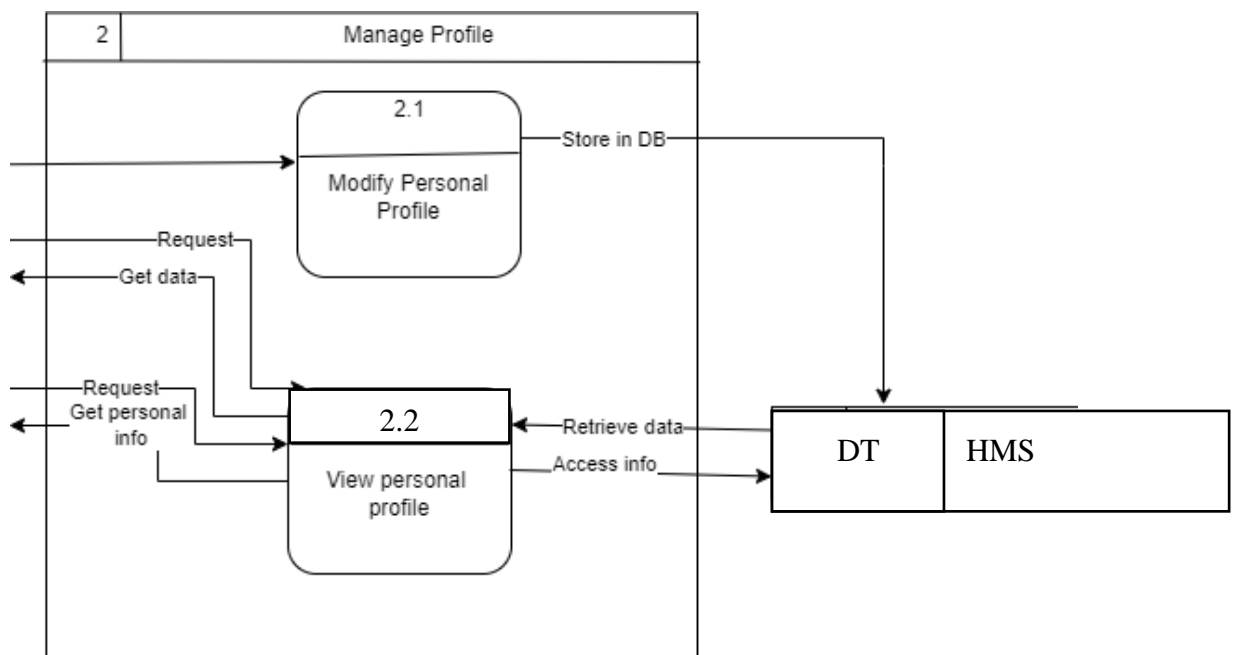 2
Manage Profile
2.1
Store in DB
Modify Personal
Profile
Request
Get data
Request
Get personal
info
2.2
Retrieve data
DT
HMS
Access info
View personal
profile